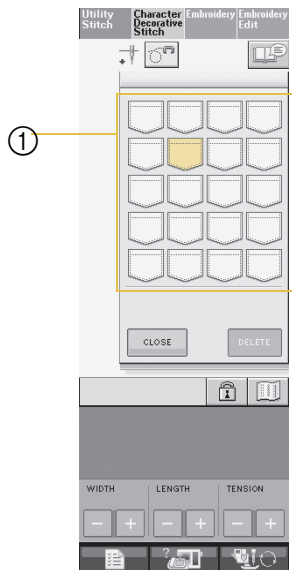 Utility Character Embroidery Embroidery
Stitch Decorative Edit
Stitch
①
CLOSE DELETE
WIDTH LENGTH TENSION
− + − + − +
?